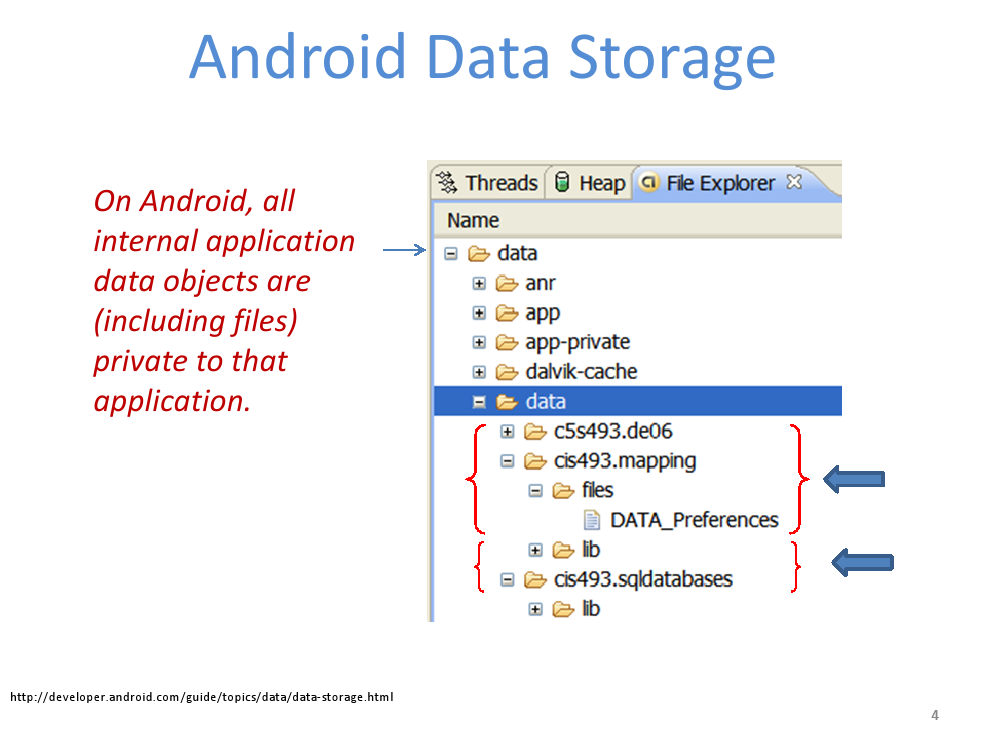 Android Data Storage
On Android, all
internal application
data objects are
(including files)
private to that
application.
Threads Heap File Explorer
Name
data
anr
app
app-private
dalvik-cache
data
c5s493.de06
cis493.mapping
files
DATA_Preferences
lib
cis493.sqldatabases
lib
http://developer.android.com/guide/topics/data/data-storage.html
4